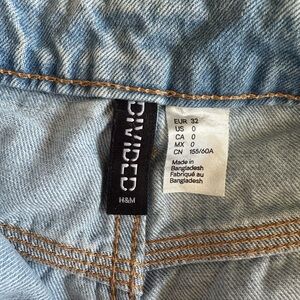 DIVIDED
H&M
EUR 32
US 0
CA 0
MX 0
CN 155/60A
Made in
Bangladesh
Fabriqué au
Bangladesh